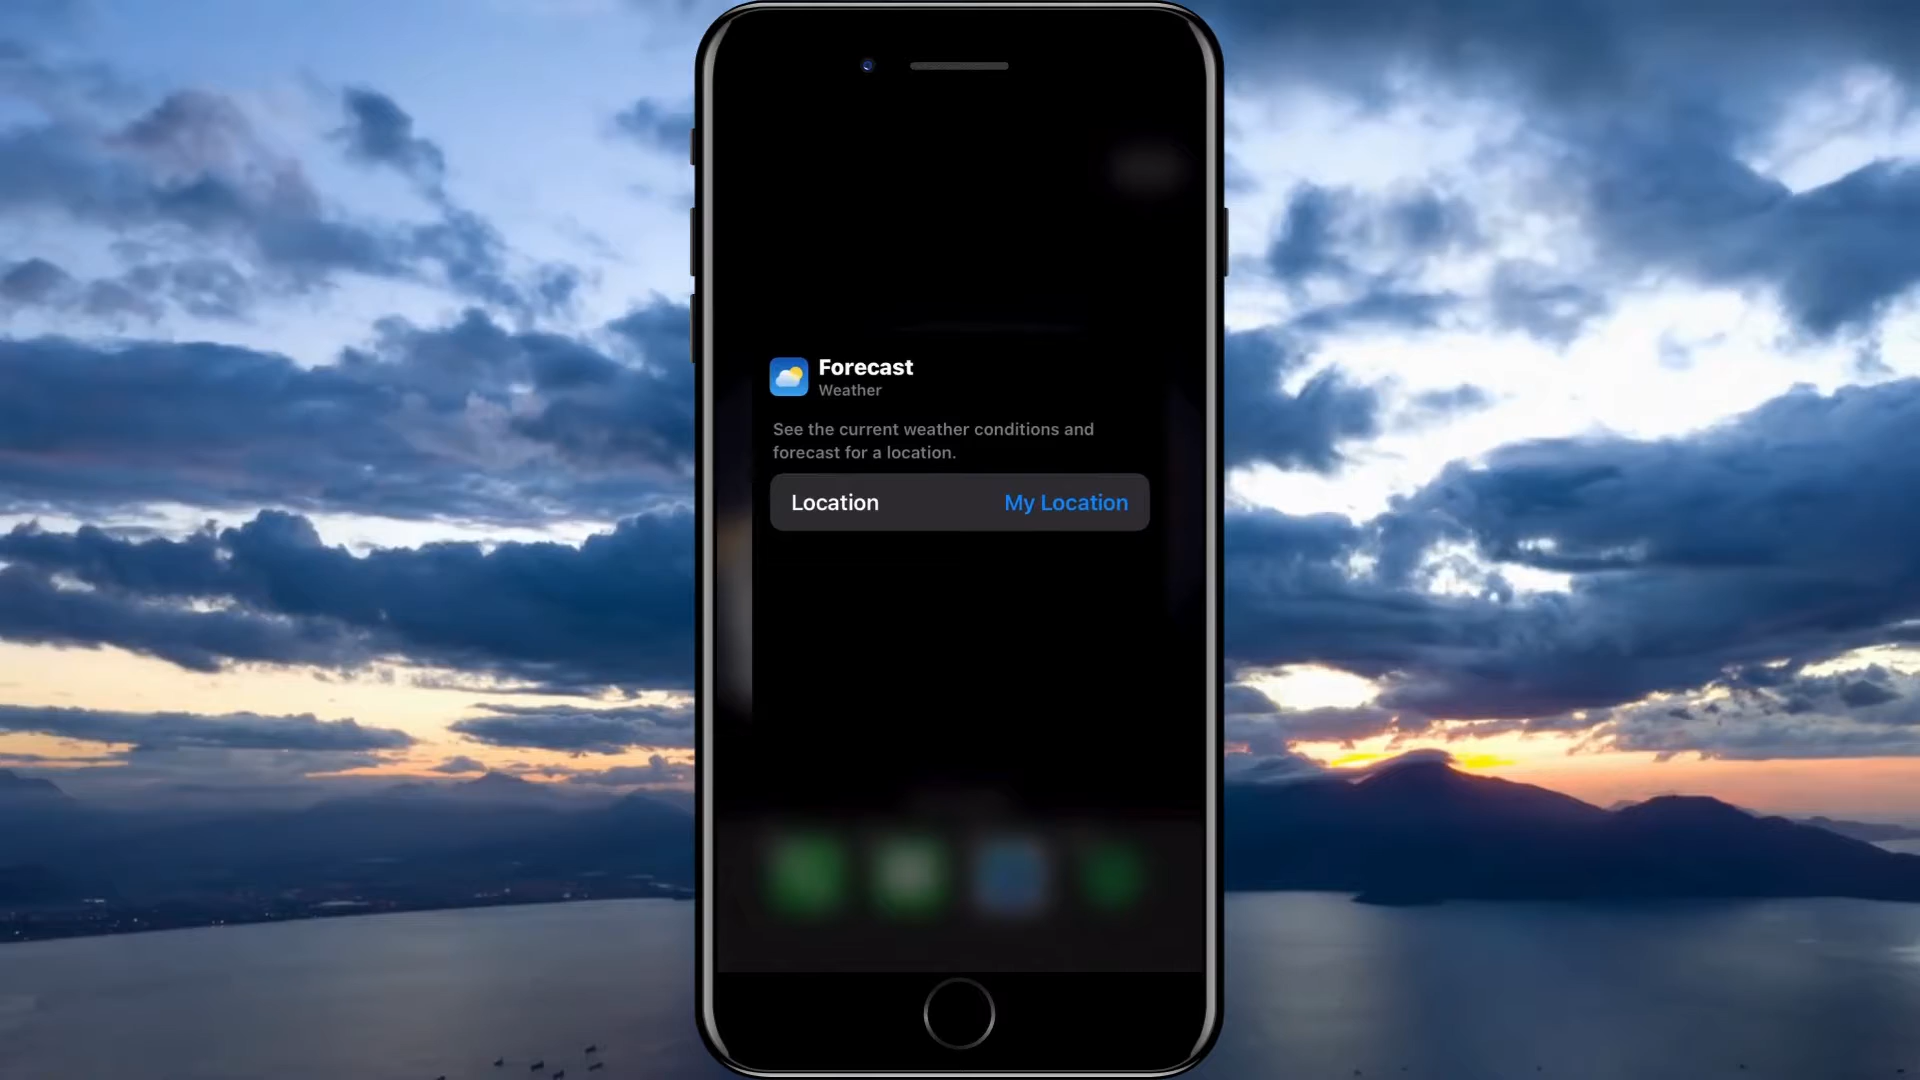 Forecast
Weather
See the current weather conditions and
forecast for a location.
Location My Location